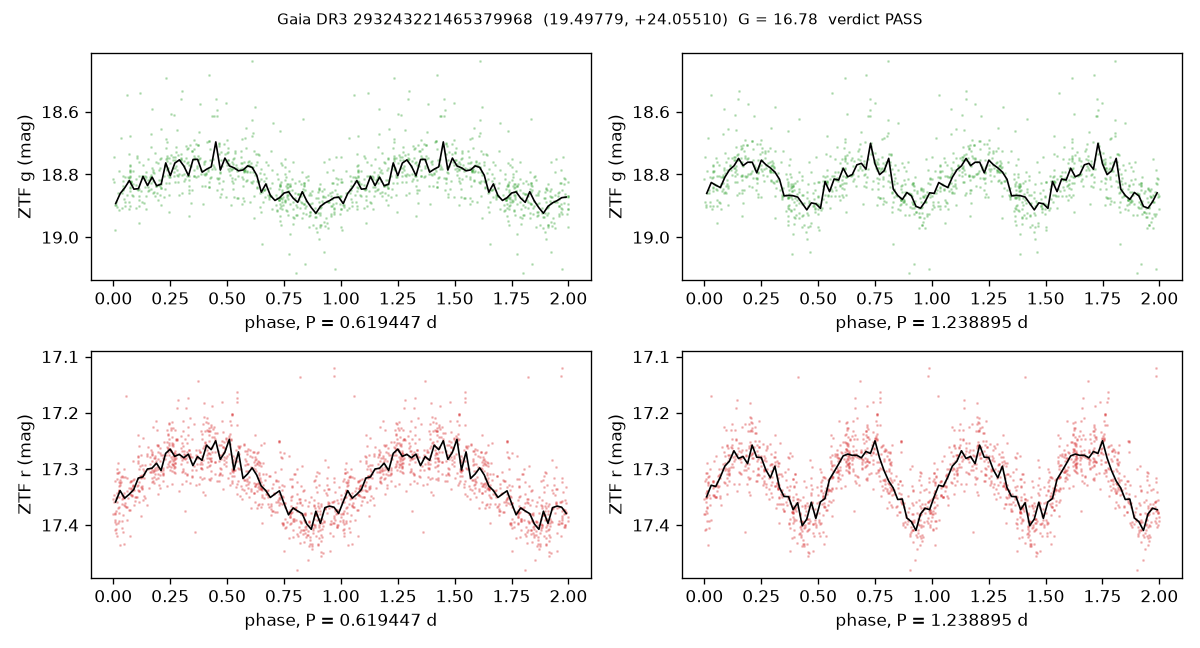 Gaia DR3 293243221465379968 (19.49779, +24.05510) G = 16.78 verdict PASS
ZTF g (mag)
18.6
18.8
19.0
0.00 0.25 0.50 0.75 1.00 1.25 1.50 1.75 2.00
phase, P = 0.619447 d
ZTF g (mag)
18.6
18.8
19.0
0.00 0.25 0.50 0.75 1.00 1.25 1.50 1.75 2.00
phase, P = 1.238895 d
ZTF r (mag)
17.1
17.2
17.3
17.4
0.00 0.25 0.50 0.75 1.00 1.25 1.50 1.75 2.00
phase, P = 0.619447 d
ZTF r (mag)
17.1
17.2
17.3
17.4
0.00 0.25 0.50 0.75 1.00 1.25 1.50 1.75 2.00
phase, P = 1.238895 d